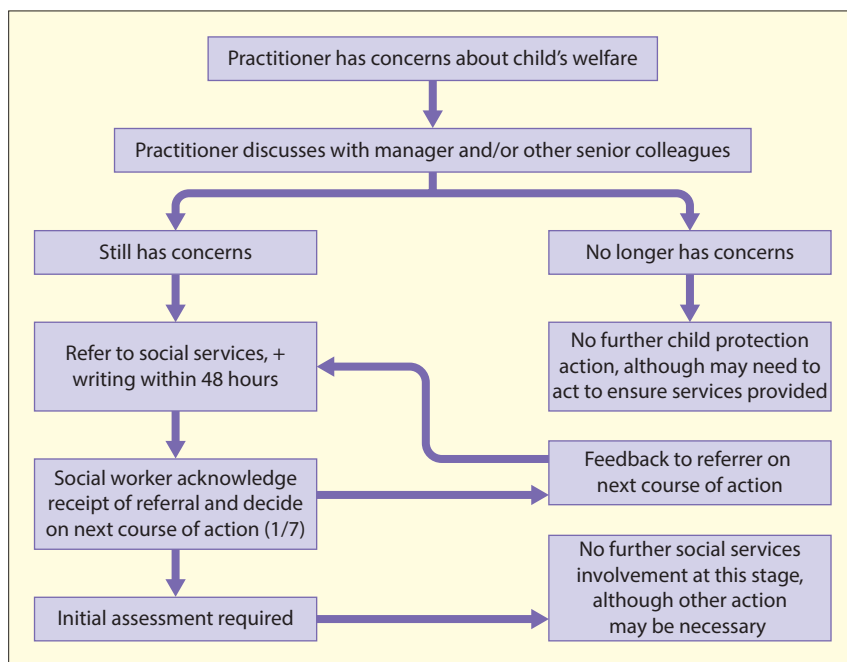 Practitioner has concerns about child's welfare
Practitioner discusses with manager and/or other senior colleagues
Still has concerns
No longer has concerns
Refer to social services, +
writing within 48 hours
No further child protection
action, although may need to
act to ensure services provided
Social worker acknowledge
receipt of referral and decide
on next course of action (1/7)
Feedback to referrer on
next course of action
Initial assessment required
No further social services
involvement at this stage,
although other action
may be necessary